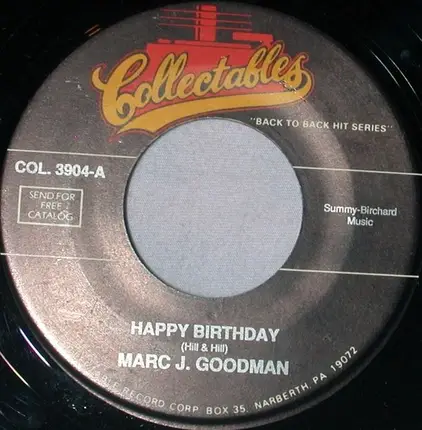 Collectables
"BACK TO BACK HIT SERIES"
COL. 3904-A
SEND FOR
FREE
CATALOG
Summy-Birchard
Music
HAPPY BIRTHDAY
(Hill & Hill)
MARC J. GOODMAN
RECORD CORP. BOX 35, NARBERTH, PA 19072